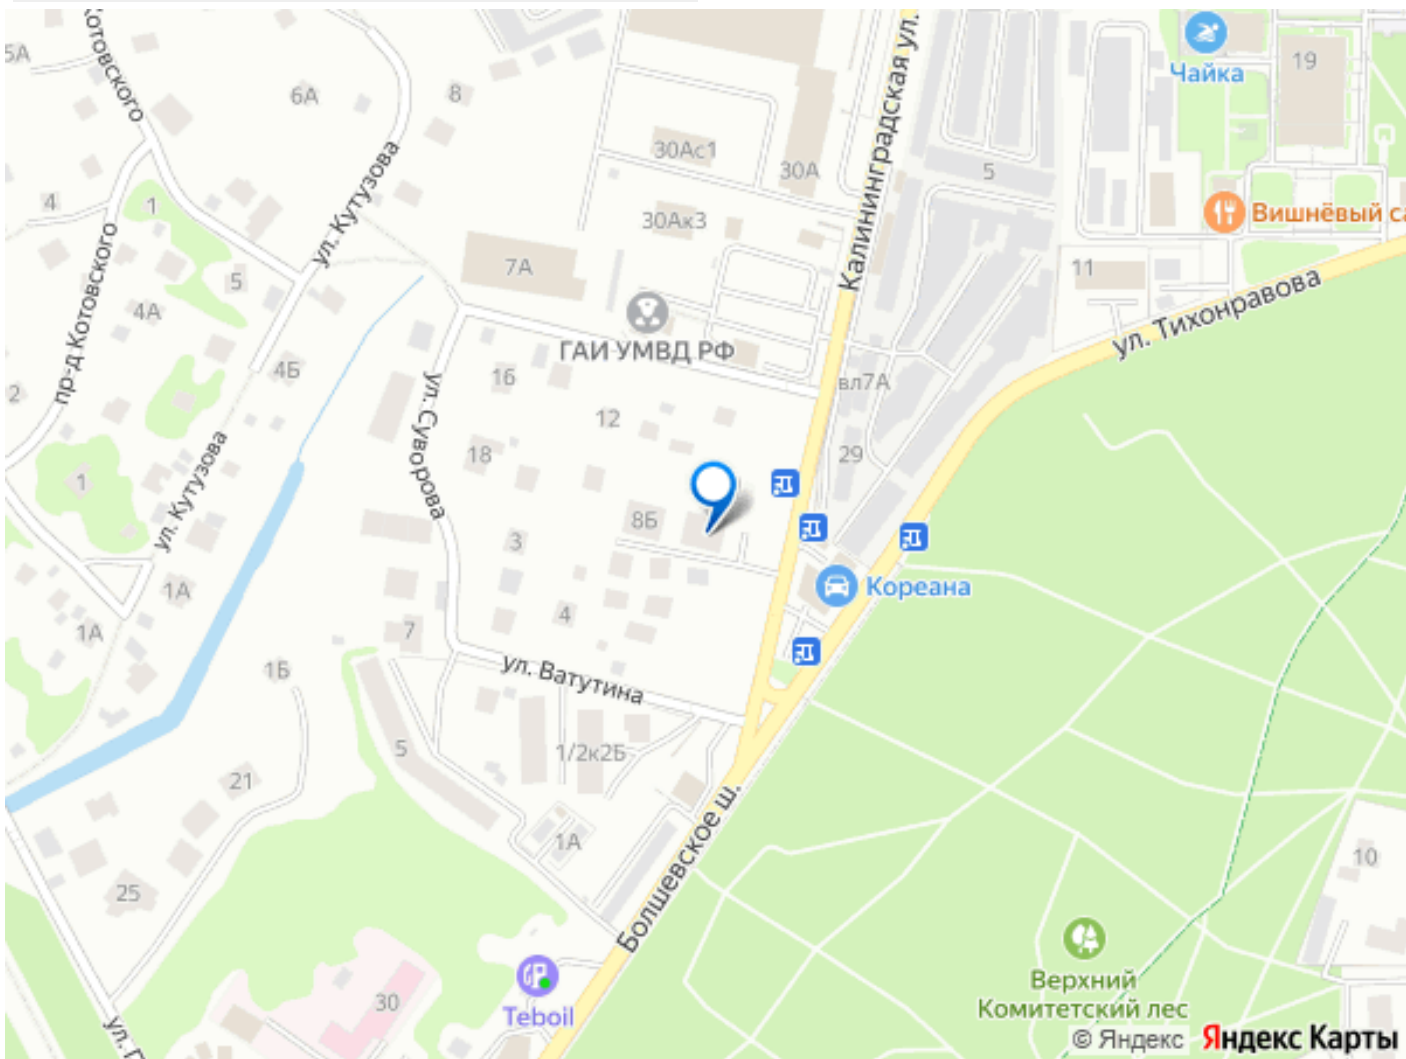 Котовского
5А
6А
8
Калининградская ул.
Чайка
19
30Ас1
30А
5
ул. Кутузова
4
1
30Ак3
Вишнёвый са
7А
11
5
4А
пр-д Котовского
ул. Тихонравова
ГАИ УМВД РФ
4Б
16
вл7А
2
12
ул. Суворова
18
29
1
ул. Кутузова
8Б
3
1А
Кореана
4
1А
7
1Б
ул. Ватутина
5
1/2к2Б
21
Болшевское ш.
1А
10
25
Верхний
Комитетский лес
30
Teboil
© Яндекс Яндекс Карты